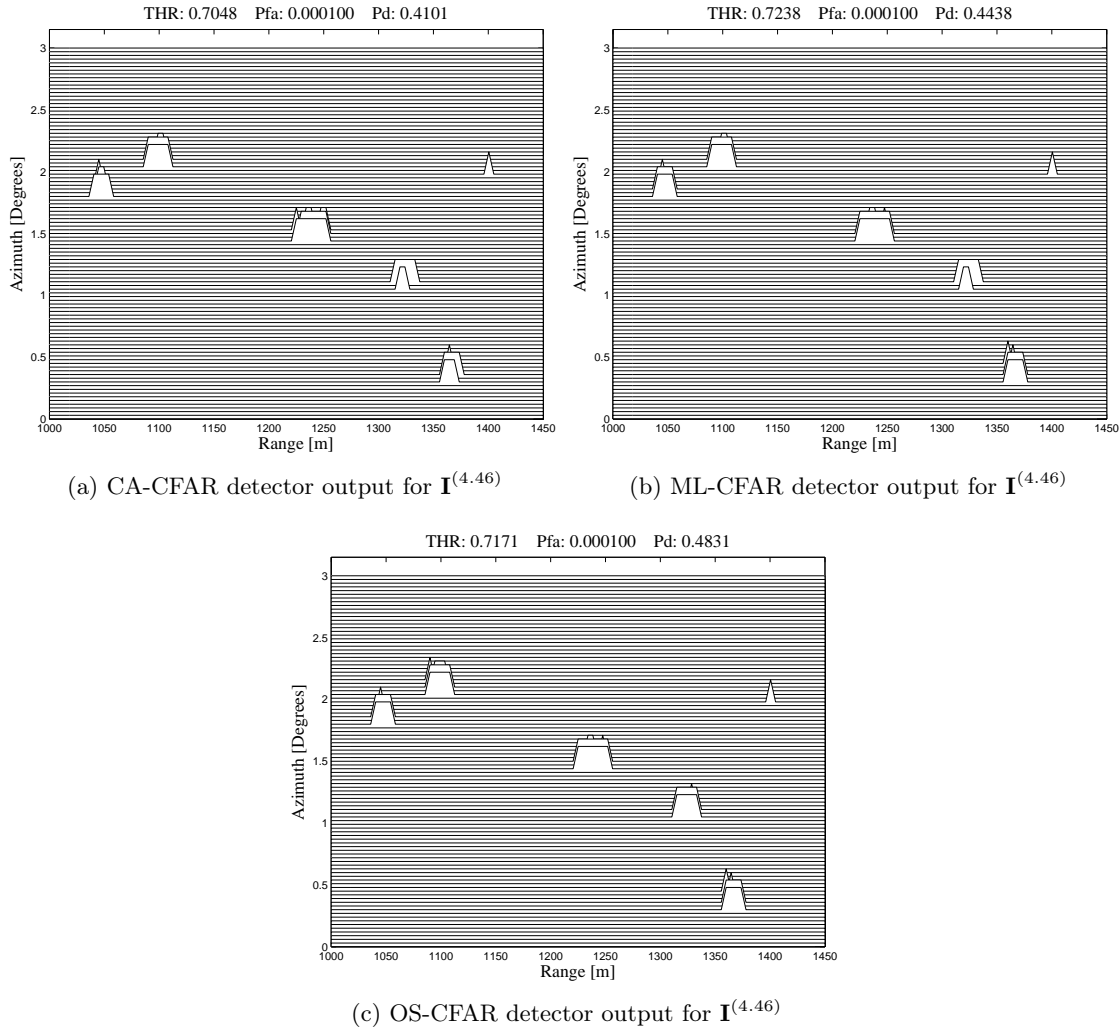 THR: 0.7048 Pfa: 0.000100 Pd: 0.4101
3
2.5
2
1.5
1
0.5
0
Azimuth [Degrees]
1000 1050 1100 1150 1200 1250 1300 1350 1400 1450
Range [m]
(a) CA-CFAR detector output for I^(4.46)
THR: 0.7238 Pfa: 0.000100 Pd: 0.4438
3
2.5
2
1.5
1
0.5
0
Azimuth [Degrees]
1000 1050 1100 1150 1200 1250 1300 1350 1400 1450
Range [m]
(b) ML-CFAR detector output for I^(4.46)
THR: 0.7171 Pfa: 0.000100 Pd: 0.4831
3
2.5
2
1.5
1
0.5
0
Azimuth [Degrees]
1000 1050 1100 1150 1200 1250 1300 1350 1400 1450
Range [m]
(c) OS-CFAR detector output for I^(4.46)